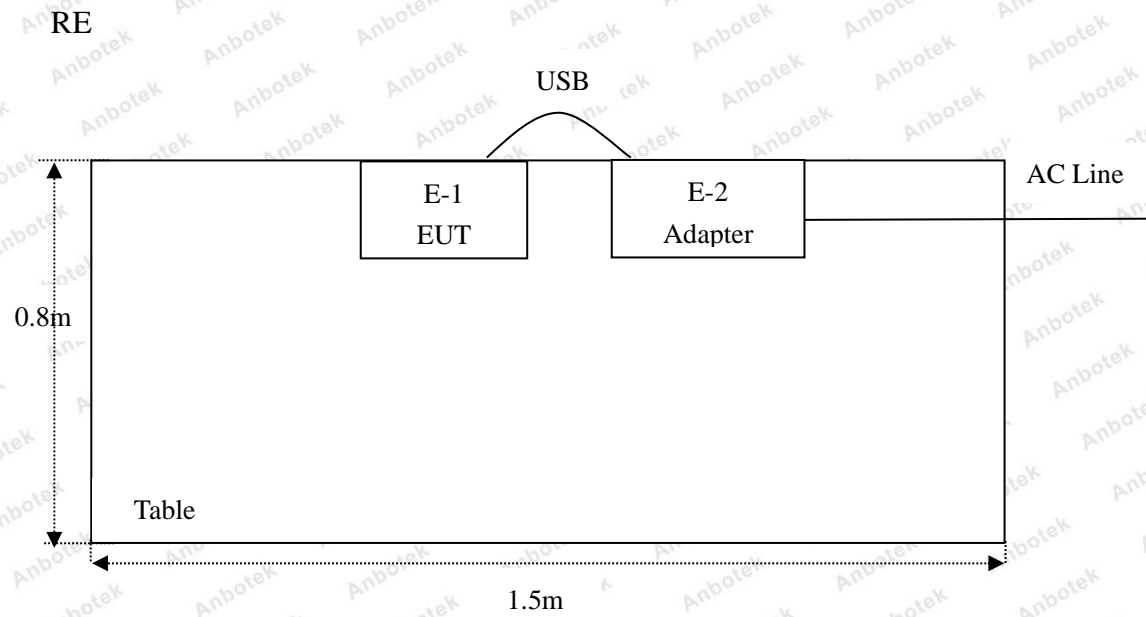 RE
USB
AC Line
E-1
EUT
E-2
Adapter
0.8m
Table
1.5m